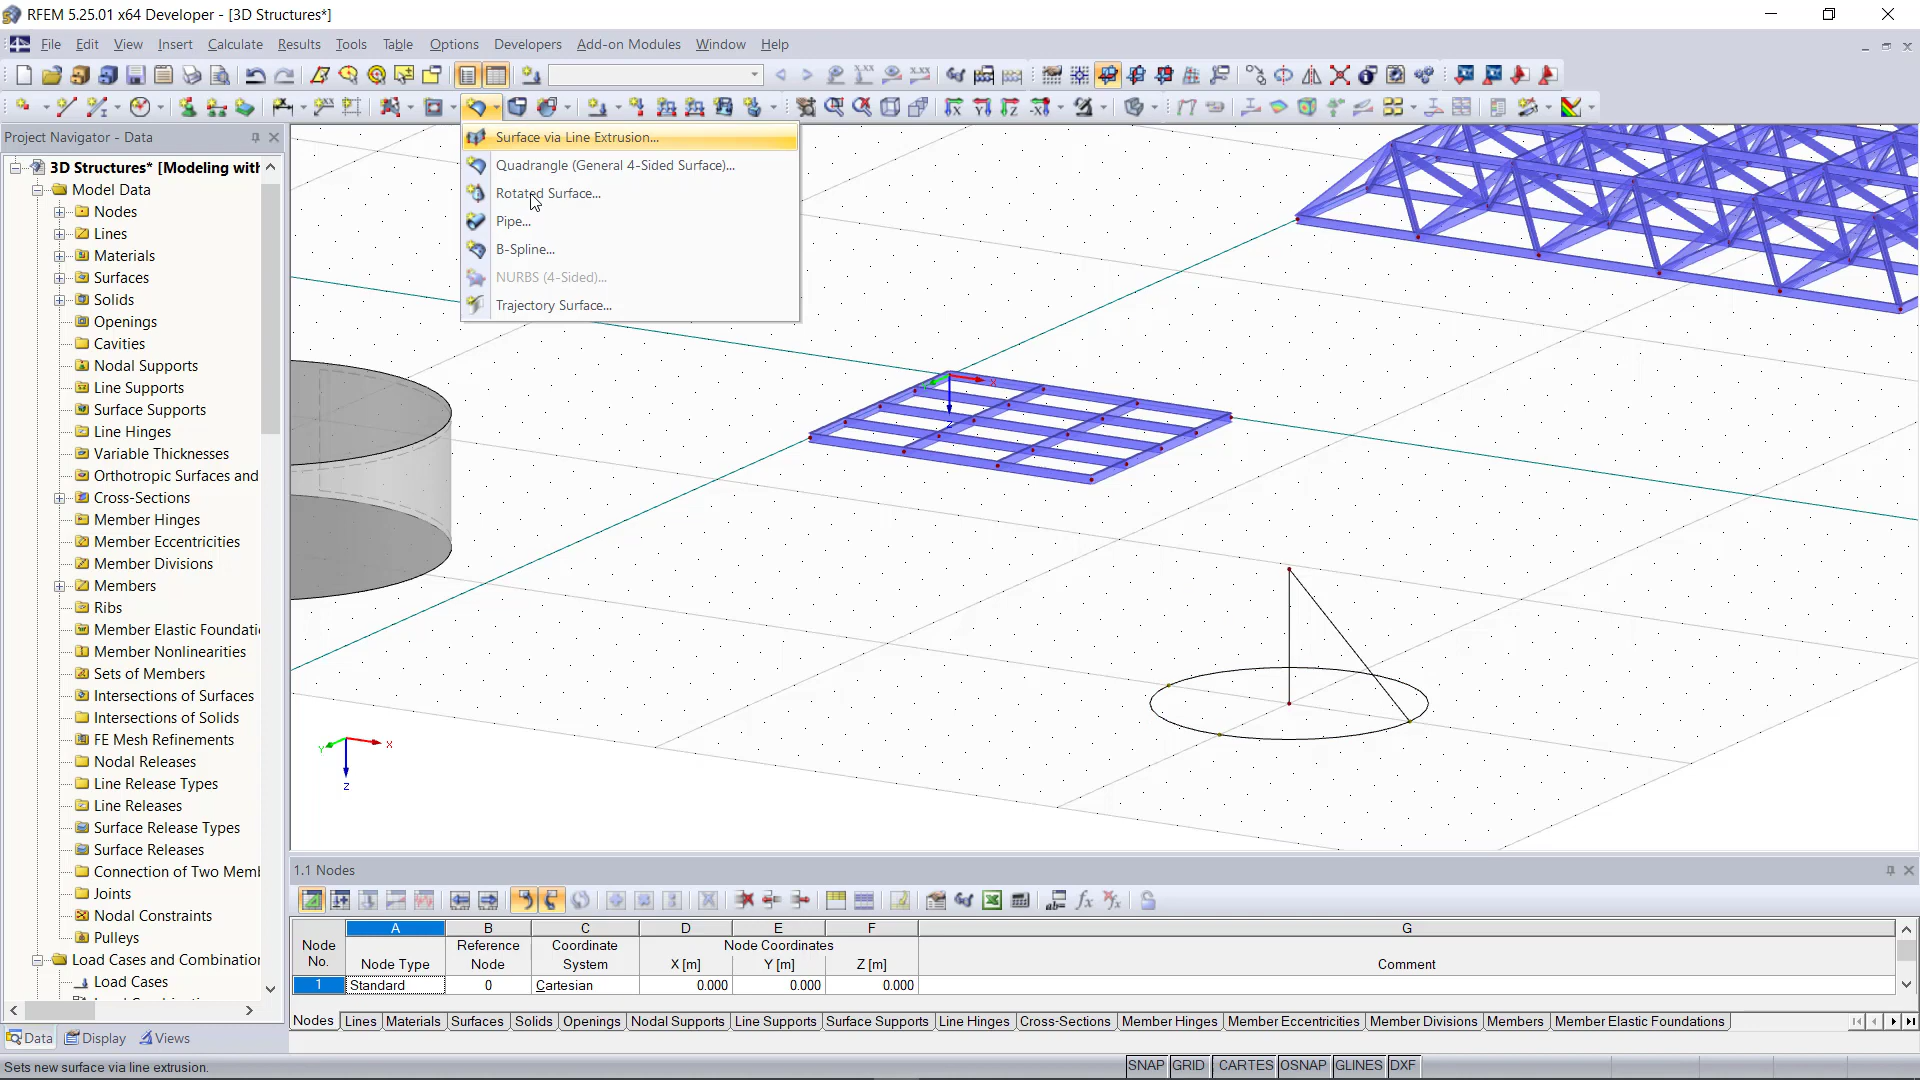 RFEM 5.25.01 x64 Developer - [3D Structures*]
File Edit View Insert Calculate Results Tools Table Options Developers Add-on Modules Window Help
Project Navigator - Data
Surface via Line Extrusion...
Quadrangle (General 4-Sided Surface)...
Rotated Surface...
Pipe...
B-Spline...
NURBS (4-Sided)...
Trajectory Surface...
3D Structures* [Modeling with
Model Data
Nodes
Lines
Materials
Surfaces
Solids
Openings
Cavities
Nodal Supports
Line Supports
Surface Supports
Line Hinges
Variable Thicknesses
Orthotropic Surfaces and
Cross-Sections
Member Hinges
Member Eccentricities
Member Divisions
Members
Ribs
Member Elastic Foundati
Member Nonlinearities
Sets of Members
Intersections of Surfaces
Intersections of Solids
FE Mesh Refinements
Nodal Releases
Line Release Types
Line Releases
Surface Release Types
Surface Releases
Connection of Two Memb
Joints
Nodal Constraints
Pulleys
Load Cases and Combination
Load Cases
Data Display Views
X
Y X
Z
1.1 Nodes
A B C D E F G
Node Reference Coordinate Node Coordinates
No. Node Type Node System X [m] Y [m] Z [m] Comment
1 Standard 0 Cartesian 0.000 0.000 0.000
Nodes Lines Materials Surfaces Solids Openings Nodal Supports Line Supports Surface Supports Line Hinges Cross-Sections Member Hinges Member Eccentricities Member Divisions Members Member Elastic Foundations
Sets new surface via line extrusion.
SNAP GRID CARTES OSNAP GLINES DXF